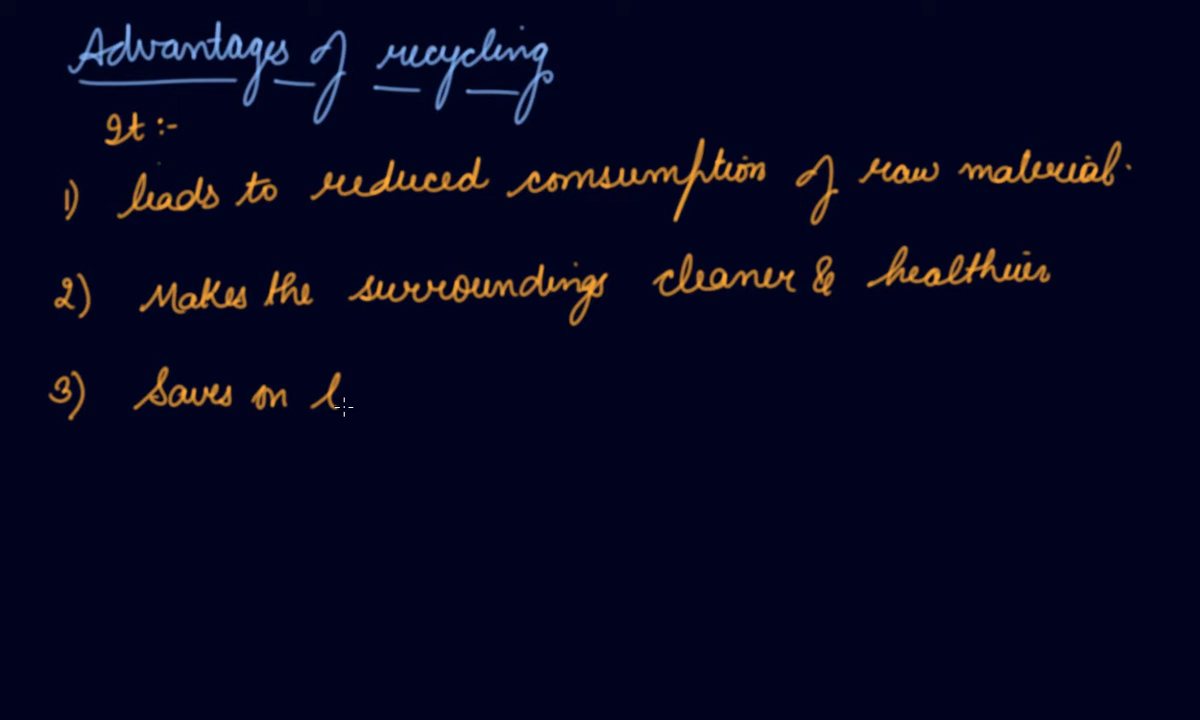 Advantages of recycling
It :-
1) leads to reduced consumption of raw material.
2) Makes the surroundings cleaner & healthier
3) Saves on l